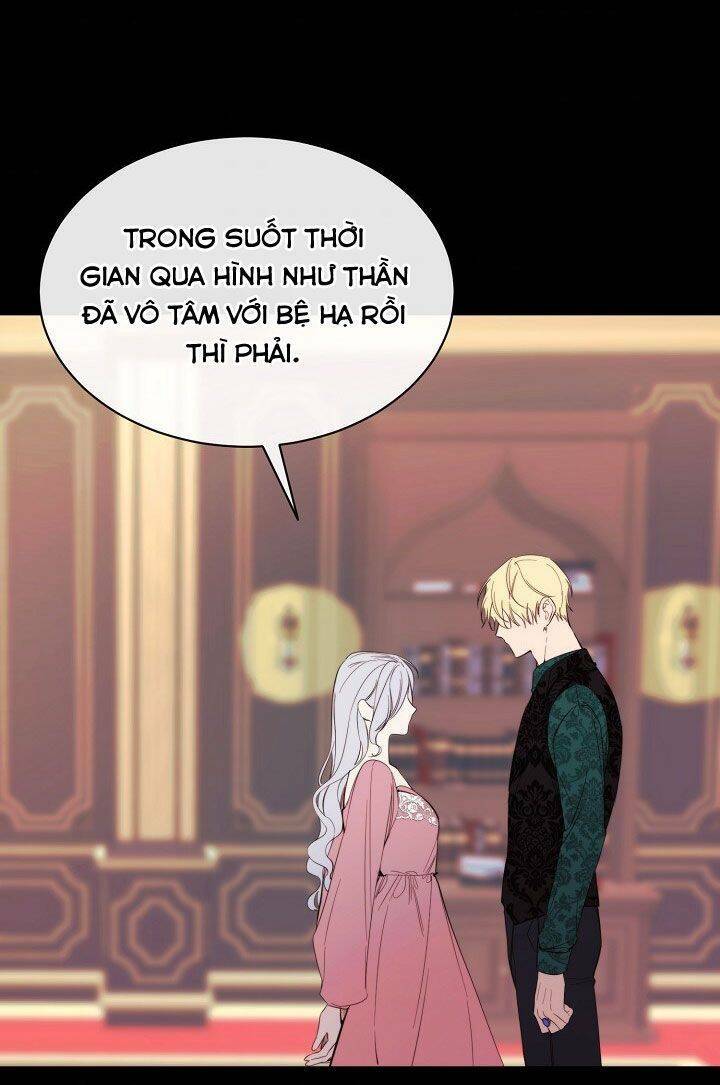 TRONG SUỐT THỜI
GIAN QUA HÌNH NHƯ THẦN
ĐÃ VÔ TÂM VỚI BỆ HẠ RỒI
THÌ PHẢI.